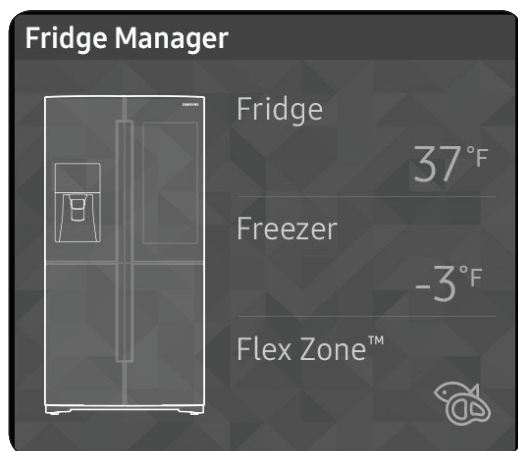 Fridge Manager
Fridge
37°F
Freezer
-3°F
Flex Zone™